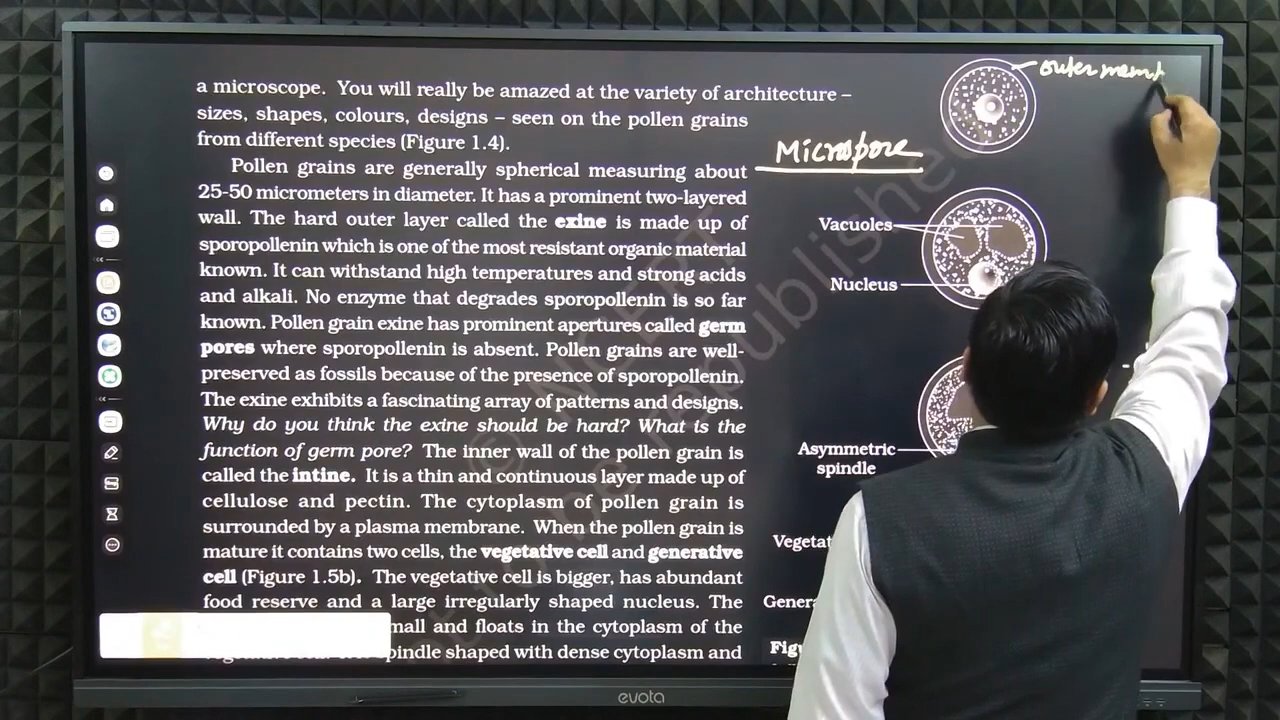 a microscope. You will really be amazed at the variety of architecture –
sizes, shapes, colours, designs – seen on the pollen grains
from different species (Figure 1.4).
Pollen grains are generally spherical measuring about
25-50 micrometers in diameter. It has a prominent two-layered
wall. The hard outer layer called the exine is made up of
sporopollenin which is one of the most resistant organic material
known. It can withstand high temperatures and strong acids
and alkali. No enzyme that degrades sporopollenin is so far
known. Pollen grain exine has prominent apertures called germ
pores where sporopollenin is absent. Pollen grains are well-
preserved as fossils because of the presence of sporopollenin.
The exine exhibits a fascinating array of patterns and designs.
Why do you think the exine should be hard? What is the
function of germ pore? The inner wall of the pollen grain is
called the intine. It is a thin and continuous layer made up of
cellulose and pectin. The cytoplasm of pollen grain is
surrounded by a plasma membrane. When the pollen grain is
mature it contains two cells, the vegetative cell and generative
cell (Figure 1.5b). The vegetative cell is bigger, has abundant
food reserve and a large irregularly shaped nucleus. The
mall and floats in the cytoplasm of the
pindle shaped with dense cytoplasm and
outer mem
Microspore
Vacuoles
Nucleus
Asymmetric
spindle
Vegetat
Genera
Figu
evota